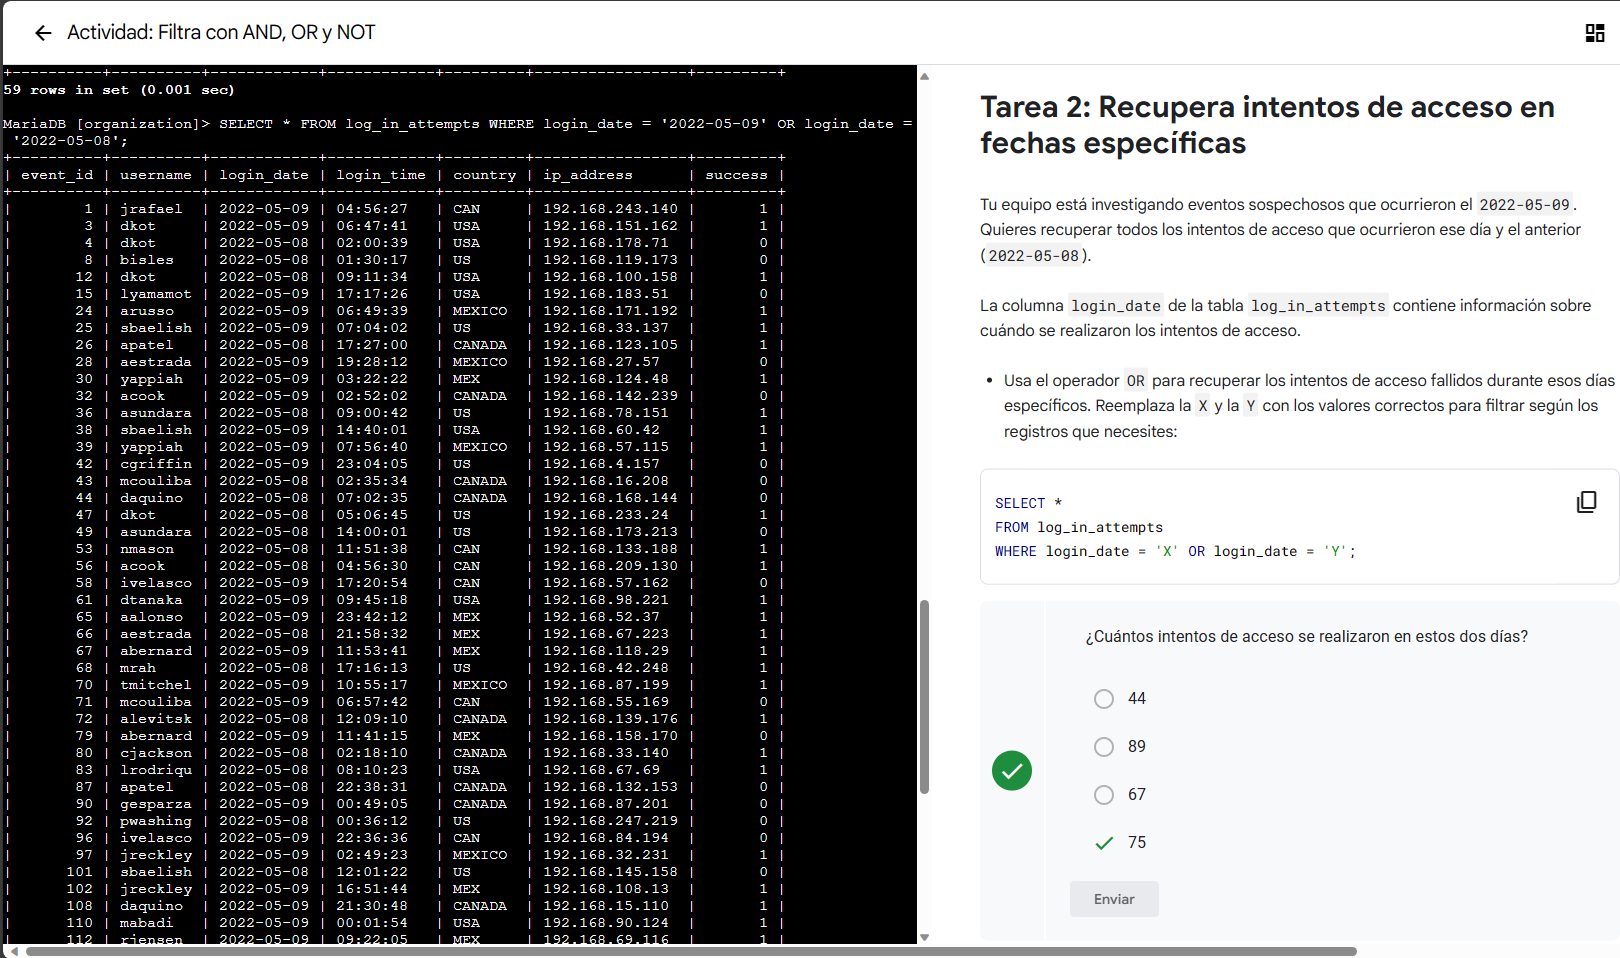 Actividad: Filtra con AND, OR y NOT
+----------+----------+------------+-----------+---------+-----------------+---------+
59 rows in set (0.001 sec)
MariaDB [organization]> SELECT * FROM log_in_attempts WHERE login_date = '2022-05-09' OR login_date =
'2022-05-08';
+----------+----------+------------+-----------+---------+-----------------+---------+
| event_id | username | login_date | login_time | country | ip_address | success |
+----------+----------+------------+-----------+---------+-----------------+---------+
| 1 | jrafael | 2022-05-09 | 04:56:27 | CAN | 192.168.243.140 | 1 |
| 3 | dkot | 2022-05-09 | 06:47:41 | USA | 192.168.151.162 | 1 |
| 4 | dkot | 2022-05-08 | 02:00:39 | USA | 192.168.178.71 | 0 |
| 8 | bisles | 2022-05-08 | 01:30:17 | US | 192.168.119.173 | 0 |
| 12 | dkot | 2022-05-08 | 09:11:34 | USA | 192.168.100.158 | 1 |
| 15 | lyamamot | 2022-05-09 | 17:17:26 | USA | 192.168.183.51 | 0 |
| 24 | arusso | 2022-05-09 | 06:49:39 | MEXICO | 192.168.171.192 | 1 |
| 25 | sbaelish | 2022-05-09 | 07:04:02 | US | 192.168.33.137 | 1 |
| 26 | apatel | 2022-05-08 | 17:27:00 | CANADA | 192.168.123.105 | 1 |
| 28 | aestrada | 2022-05-09 | 19:28:12 | MEXICO | 192.168.27.57 | 0 |
| 30 | yappiah | 2022-05-09 | 03:22:22 | MEX | 192.168.124.48 | 1 |
| 32 | acook | 2022-05-09 | 02:52:02 | CANADA | 192.168.142.239 | 0 |
| 36 | asundara | 2022-05-08 | 09:00:42 | US | 192.168.78.151 | 1 |
| 38 | sbaelish | 2022-05-09 | 14:40:01 | USA | 192.168.60.42 | 1 |
| 39 | yappiah | 2022-05-09 | 07:56:40 | MEXICO | 192.168.57.115 | 1 |
| 42 | cgriffin | 2022-05-09 | 23:04:05 | US | 192.168.4.157 | 0 |
| 43 | mcouliba | 2022-05-08 | 02:35:34 | CANADA | 192.168.16.208 | 0 |
| 44 | daquino | 2022-05-08 | 07:02:35 | CANADA | 192.168.168.144 | 0 |
| 47 | dkot | 2022-05-08 | 05:06:45 | US | 192.168.233.24 | 1 |
| 49 | asundara | 2022-05-08 | 14:00:01 | US | 192.168.173.213 | 0 |
| 53 | nmason | 2022-05-08 | 11:51:38 | CAN | 192.168.133.188 | 1 |
| 56 | acook | 2022-05-08 | 04:56:30 | CAN | 192.168.209.130 | 1 |
| 58 | ivelasco | 2022-05-09 | 17:20:54 | CAN | 192.168.57.162 | 0 |
| 61 | dtanaka | 2022-05-09 | 09:45:18 | USA | 192.168.98.221 | 1 |
| 65 | aalonso | 2022-05-09 | 23:42:12 | MEX | 192.168.52.37 | 1 |
| 66 | aestrada | 2022-05-08 | 21:58:32 | MEX | 192.168.67.223 | 1 |
| 67 | abernard | 2022-05-09 | 11:53:41 | MEX | 192.168.118.29 | 1 |
| 68 | mrah | 2022-05-08 | 17:16:13 | US | 192.168.42.248 | 1 |
| 70 | tmitchel | 2022-05-09 | 10:55:17 | MEXICO | 192.168.87.199 | 1 |
| 71 | mcouliba | 2022-05-09 | 06:57:42 | CAN | 192.168.55.169 | 0 |
| 72 | alevitsk | 2022-05-08 | 12:09:10 | CANADA | 192.168.139.176 | 1 |
| 79 | abernard | 2022-05-09 | 11:41:15 | MEX | 192.168.158.170 | 0 |
| 80 | cjackson | 2022-05-08 | 02:18:10 | CANADA | 192.168.33.140 | 1 |
| 83 | lrodriqu | 2022-05-08 | 08:10:23 | USA | 192.168.67.69 | 1 |
| 87 | apatel | 2022-05-08 | 22:38:31 | CANADA | 192.168.132.153 | 0 |
| 90 | gesparza | 2022-05-09 | 00:49:05 | CANADA | 192.168.87.201 | 0 |
| 92 | pwashing | 2022-05-08 | 00:36:12 | US | 192.168.247.219 | 0 |
| 96 | ivelasco | 2022-05-09 | 22:36:36 | CAN | 192.168.84.194 | 0 |
| 97 | jreckley | 2022-05-09 | 02:49:23 | MEXICO | 192.168.32.231 | 1 |
| 101 | sbaelish | 2022-05-08 | 12:01:22 | US | 192.168.145.158 | 0 |
| 102 | jreckley | 2022-05-09 | 16:51:44 | MEX | 192.168.108.13 | 1 |
| 108 | daquino | 2022-05-09 | 21:30:48 | CANADA | 192.168.15.110 | 1 |
| 110 | mabadi | 2022-05-09 | 00:01:54 | USA | 192.168.90.124 | 1 |
| 112 | rjensen | 2022-05-09 | 09:22:05 | MEX | 192.168.69.116 | 1 |
Tarea 2: Recupera intentos de acceso en
fechas específicas
Tu equipo está investigando eventos sospechosos que ocurrieron el 2022-05-09.
Quieres recuperar todos los intentos de acceso que ocurrieron ese día y el anterior
(2022-05-08).
La columna login_date de la tabla log_in_attempts contiene información sobre
cuándo se realizaron los intentos de acceso.
• Usa el operador OR para recuperar los intentos de acceso fallidos durante esos días
específicos. Reemplaza la X y la Y con los valores correctos para filtrar según los
registros que necesites:
SELECT *
FROM log_in_attempts
WHERE login_date = 'X' OR login_date = 'Y';
¿Cuántos intentos de acceso se realizaron en estos dos días?
44
89
67
75
Enviar